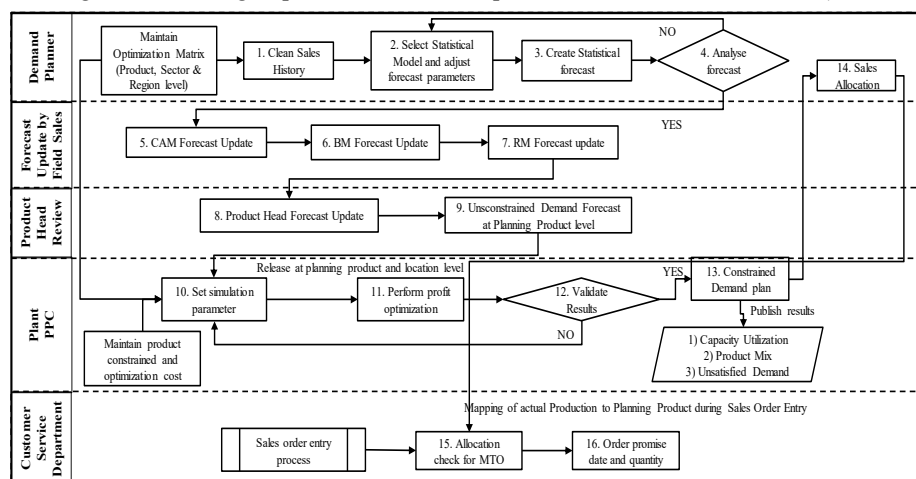 Demand
Planner
Maintain
Optimization Matrix
(Product, Sector &
Region level)
1. Clean Sales
History
2. Select Statistical
Model and adjust
forecast parameters
3. Create Statistical
forecast
NO
4. Analyse
forecast
14. Sales
Allocation
YES
Forecast
Update by
Field Sales
5. CAM Forecast Update
6. BM Forecast Update
7. RM Forecast update
Product
Head
Review
8. Product Head Forecast Update
9. Unsconstrained Demand Forecast
at Planning Product level
Release at planning product and location level
Plant
PPC
10. Set simulation
parameter
11. Perform profit
optimization
12. Validate
Results
YES
NO
13. Constrained
Demand plan
Publish results
Maintain product
constrained and
optimization cost
1) Capacity Utilization
2) Product Mix
3) Unsatisfied Demand
Mapping of actual Production to Planning Product during Sales Order Entry
Customer
Service
Department
Sales order entry
process
15. Allocation
check for MTO
16. Order promise
date and quantity